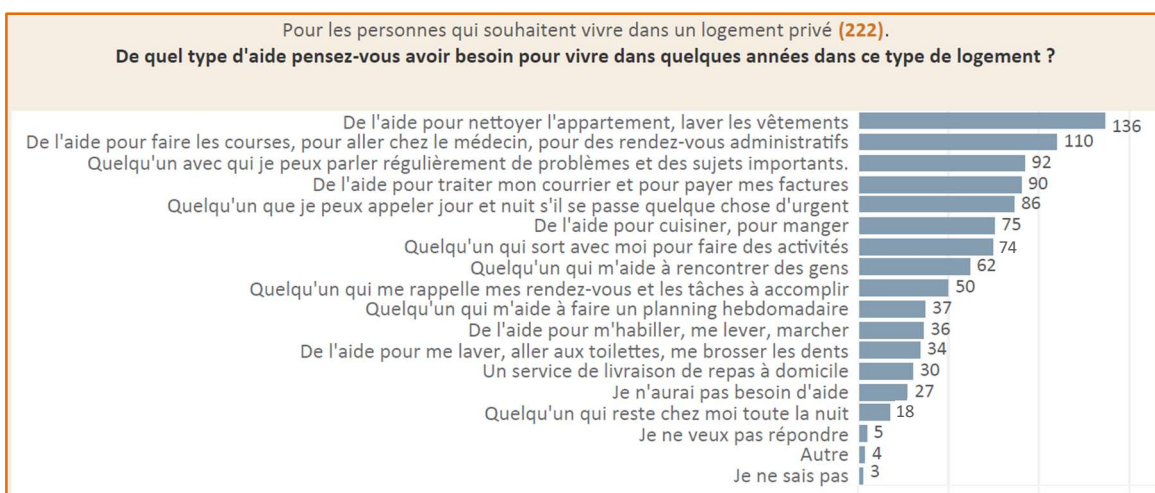 Pour les personnes qui souhaitent vivre dans un logement privé (222).
De quel type d'aide pensez-vous avoir besoin pour vivre dans quelques années dans ce type de logement ?
De l'aide pour nettoyer l'appartement, laver les vêtements 136
De l'aide pour faire les courses, pour aller chez le médecin, pour des rendez-vous administratifs 110
Quelqu'un avec qui je peux parler régulièrement de problèmes et des sujets importants. 92
De l'aide pour traiter mon courrier et pour payer mes factures 90
Quelqu'un que je peux appeler jour et nuit s'il se passe quelque chose d'urgent 86
De l'aide pour cuisiner, pour manger 75
Quelqu'un qui sort avec moi pour faire des activités 74
Quelqu'un qui m'aide à rencontrer des gens 62
Quelqu'un qui me rappelle mes rendez-vous et les tâches à accomplir 50
Quelqu'un qui m'aide à faire un planning hebdomadaire 37
De l'aide pour m'habiller, me lever, marcher 36
De l'aide pour me laver, aller aux toilettes, me brosser les dents 34
Un service de livraison de repas à domicile 30
Je n'aurai pas besoin d'aide 27
Quelqu'un qui reste chez moi toute la nuit 18
Je ne veux pas répondre 5
Autre 4
Je ne sais pas 3